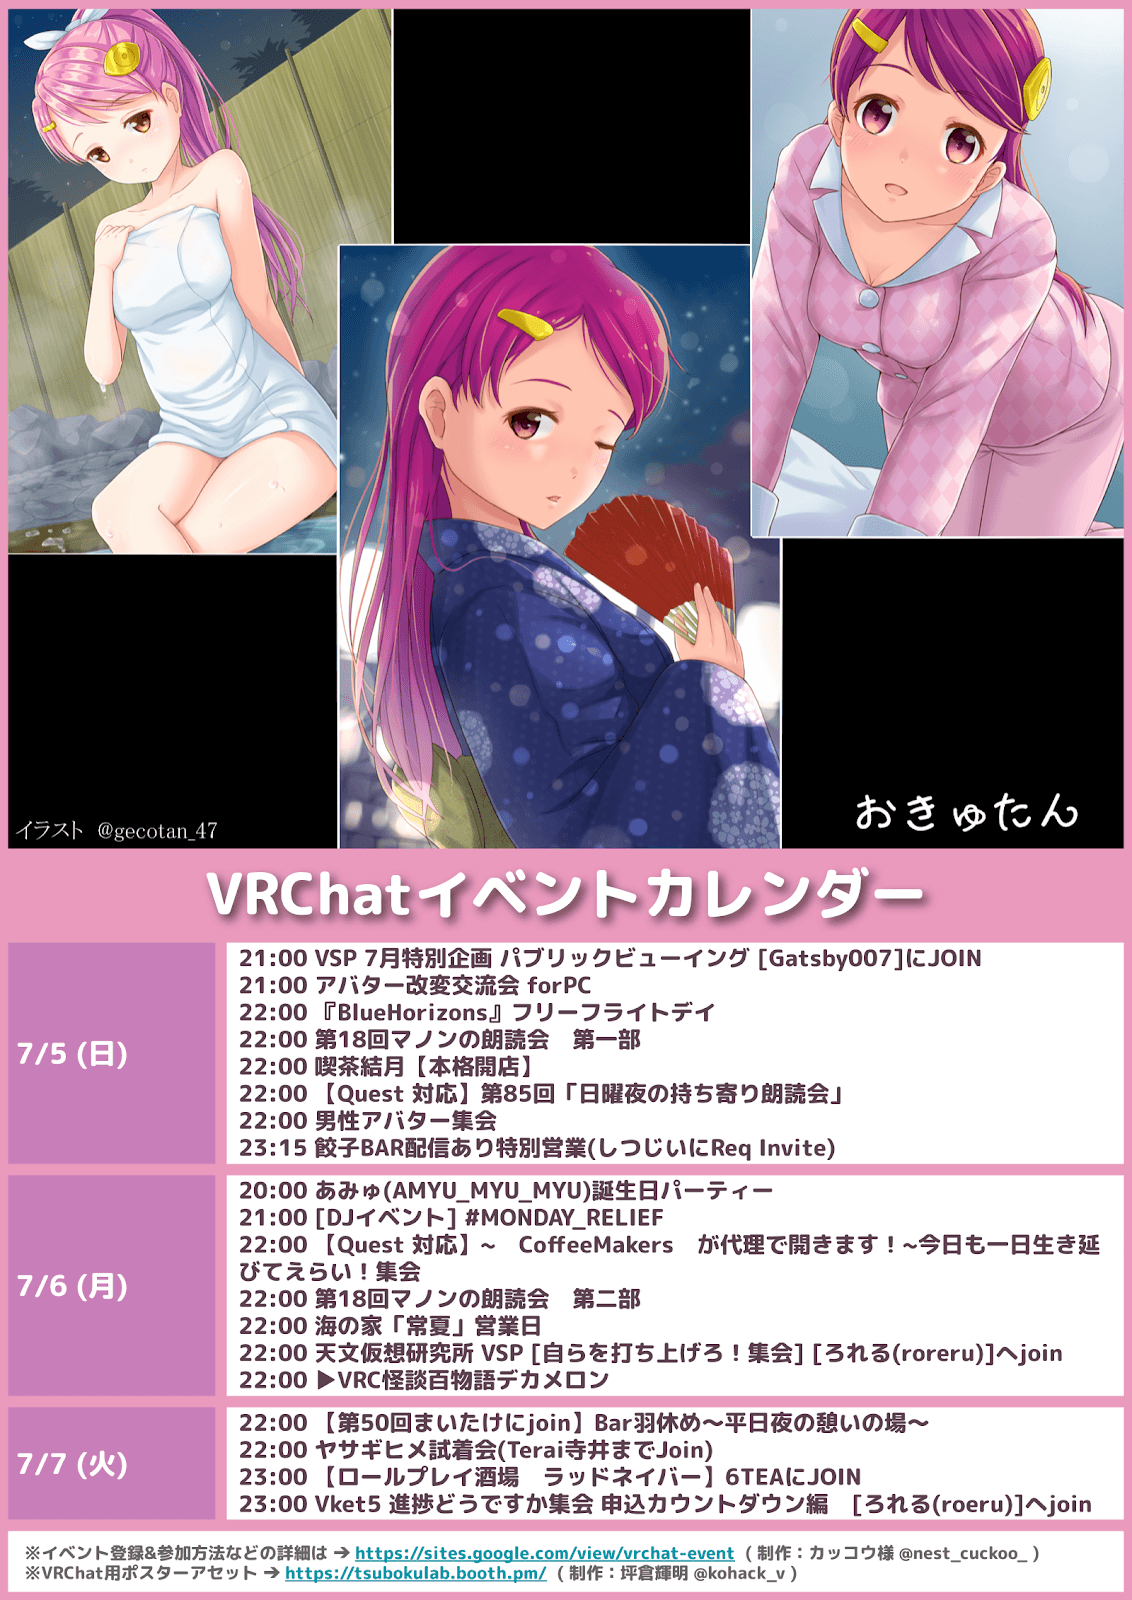 イラスト @gecotan_47
おきゅたん
VRChatイベントカレンダー
7/5 (日)
21:00 VSP 7月特別企画 パブリックビューイング [Gatsby007]にJOIN
21:00 アバター改変交流会 forPC
22:00 『BlueHorizons』フリーフライトデイ
22:00 第18回マノンの朗読会　第一部
22:00 喫茶結月【本格開店】
22:00 【Quest 対応】第85回「日曜夜の持ち寄り朗読会」
22:00 男性アバター集会
23:15 餃子BAR配信あり特別営業(しつじいにReq Invite)
7/6 (月)
20:00 あみゅ(AMYU_MYU_MYU)誕生日パーティー
21:00 [DJイベント] #MONDAY_RELIEF
22:00 【Quest 対応】~　CoffeeMakers　が代理で開きます！~今日も一日生き延
びてえらい！集会
22:00 第18回マノンの朗読会　第二部
22:00 海の家「常夏」営業日
22:00 天文仮想研究所 VSP [自らを打ち上げろ！集会] [ろれる(roreru)]へjoin
22:00 ▶VRC怪談百物語デカメロン
7/7 (火)
22:00 【第50回まいたけにjoin】Bar羽休め～平日夜の憩いの場～
22:00 ヤサギヒメ試着会(Terai寺井までJoin)
23:00 【ロールプレイ酒場　ラッドネイバー】6TEAにJOIN
23:00 Vket5 進捗どうですか集会 申込カウントダウン編　[ろれる(roeru)]へjoin
※イベント登録&参加方法などの詳細は → https://sites.google.com/view/vrchat-event ( 制作：カッコウ様 @nest_cuckoo_ )
※VRChat用ポスターアセット → https://tsubokulab.booth.pm/ ( 制作：坪倉輝明 @kohack_v )